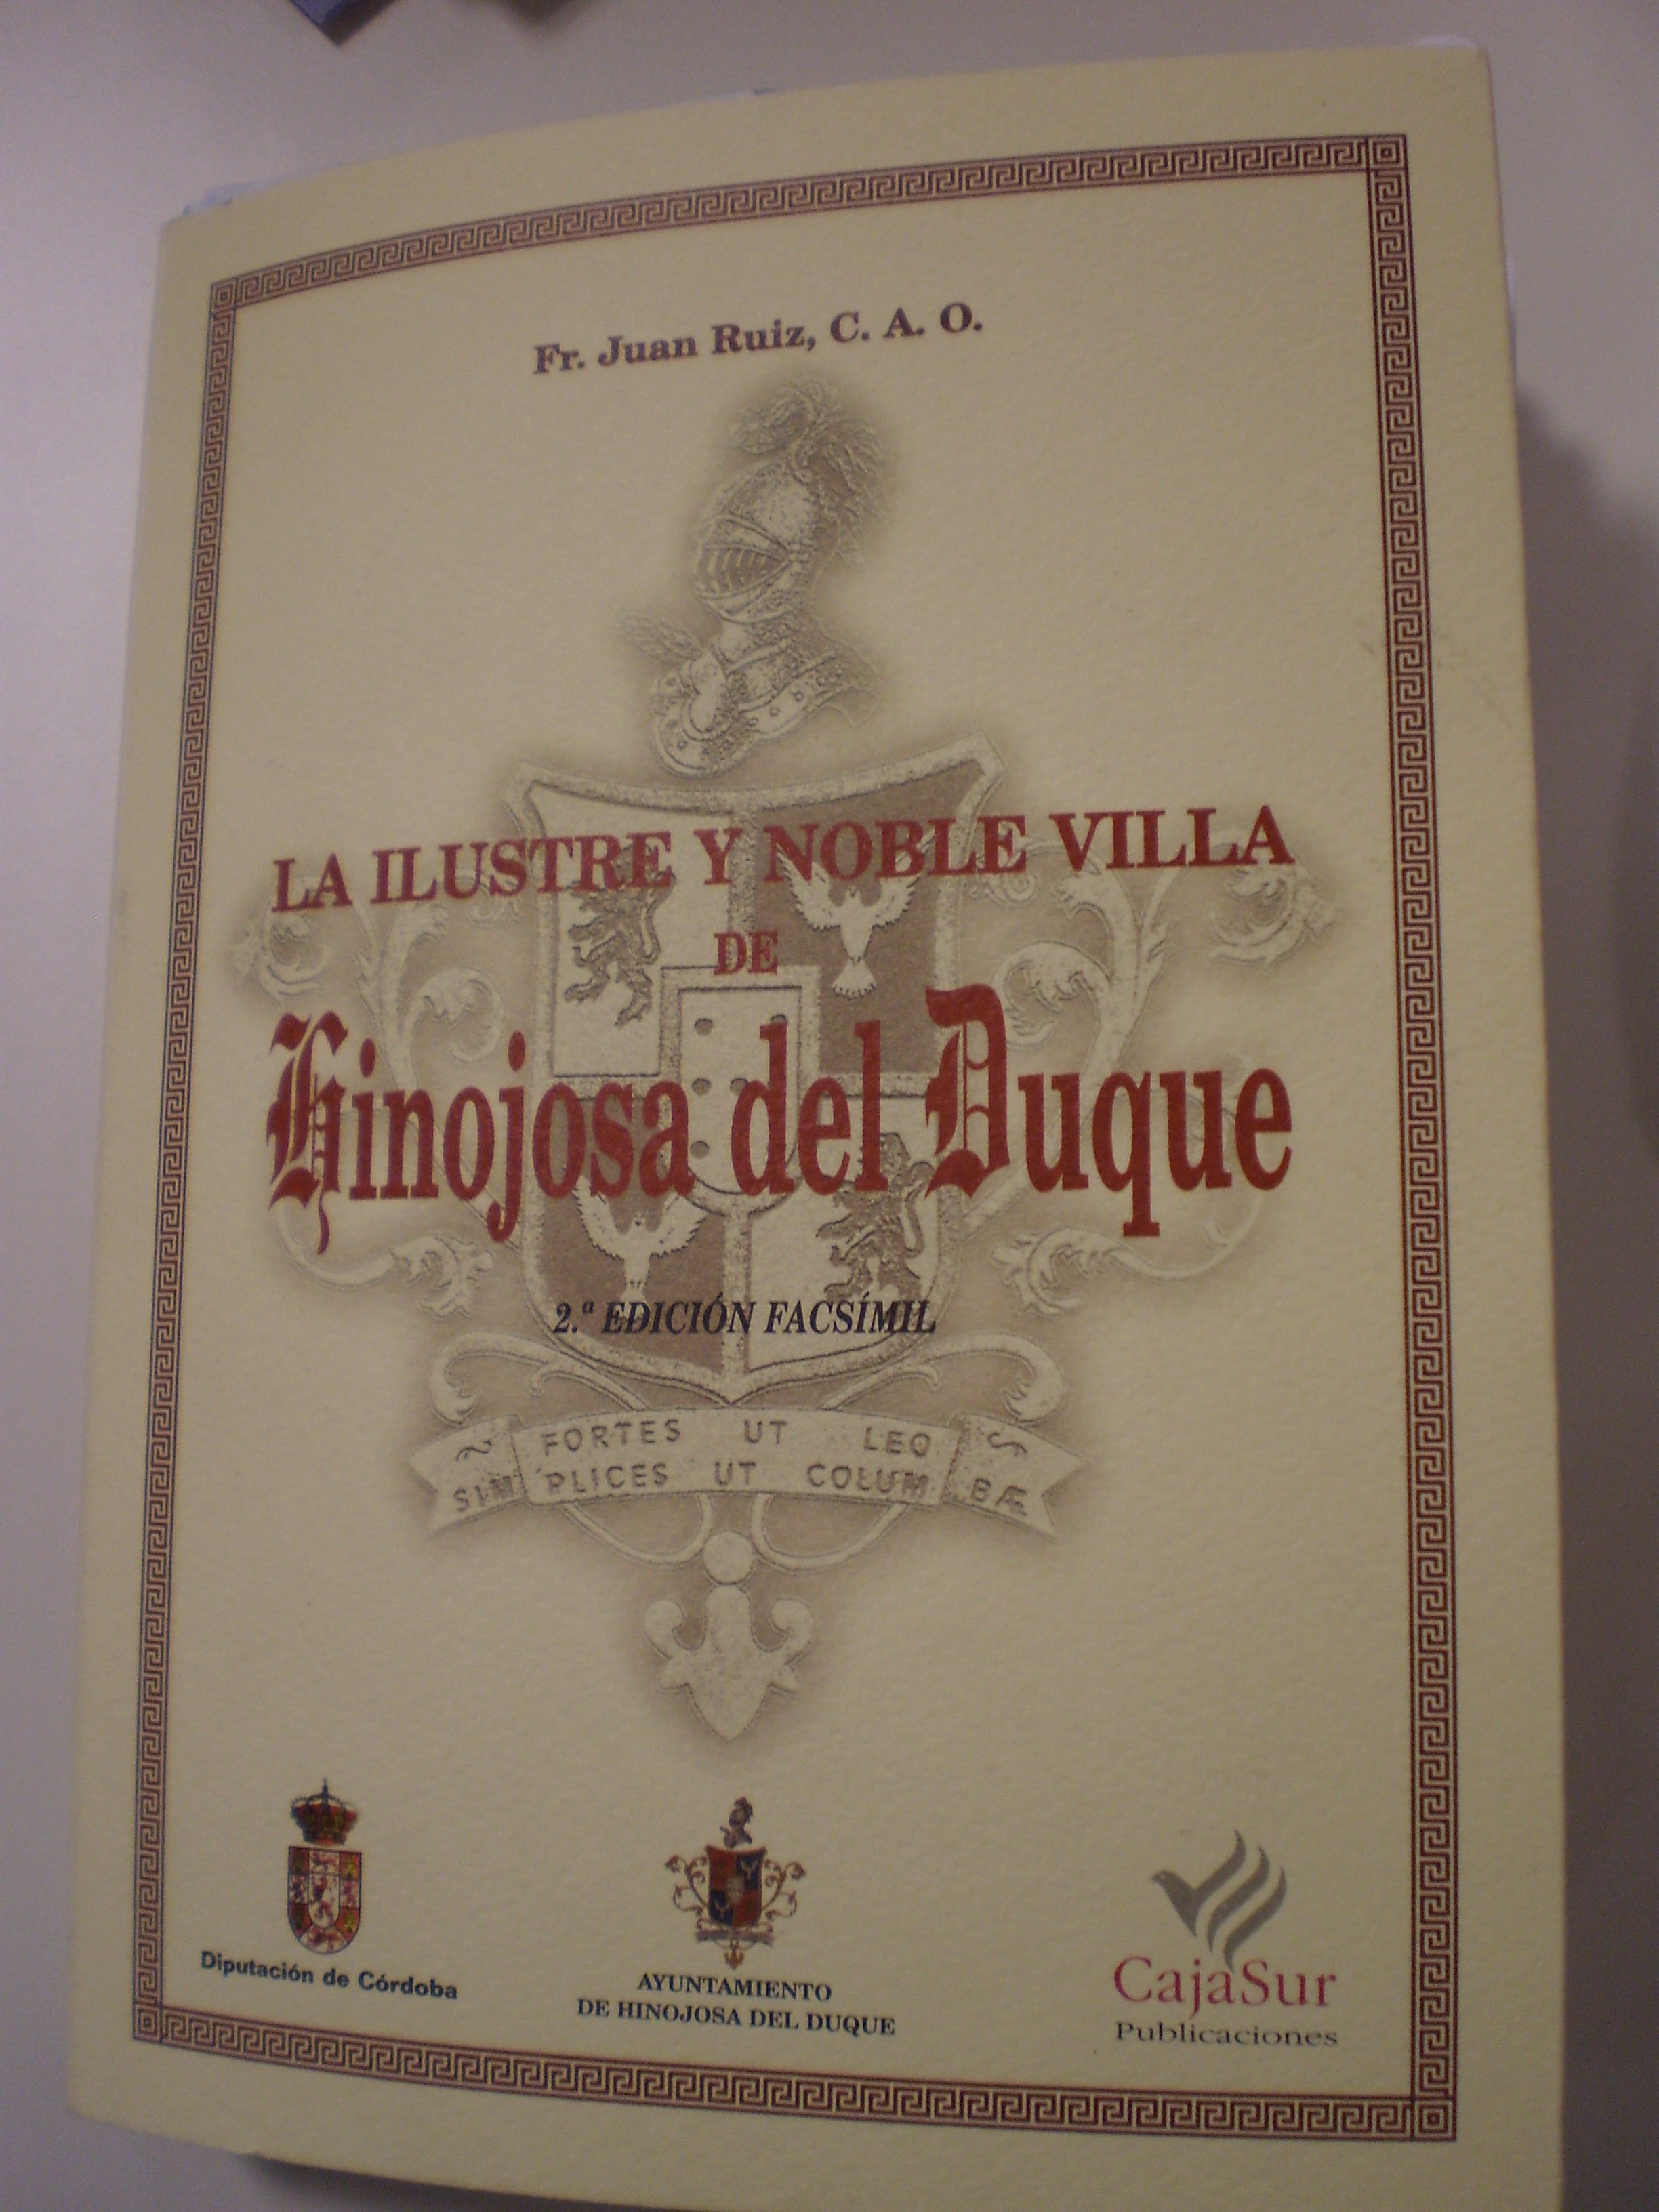 Fr. Juan Ruiz, C. A. O.
LA ILUSTRE Y NOBLE VILLA
DE
Hinojosa del Duque
2.ª EDICIÓN FACSÍMIL
FORTES UT LEO
SIMPLICES UT COLUMBÆ
Diputación de Córdoba
AYUNTAMIENTO
DE HINOJOSA DEL DUQUE
CajaSur
Publicaciones